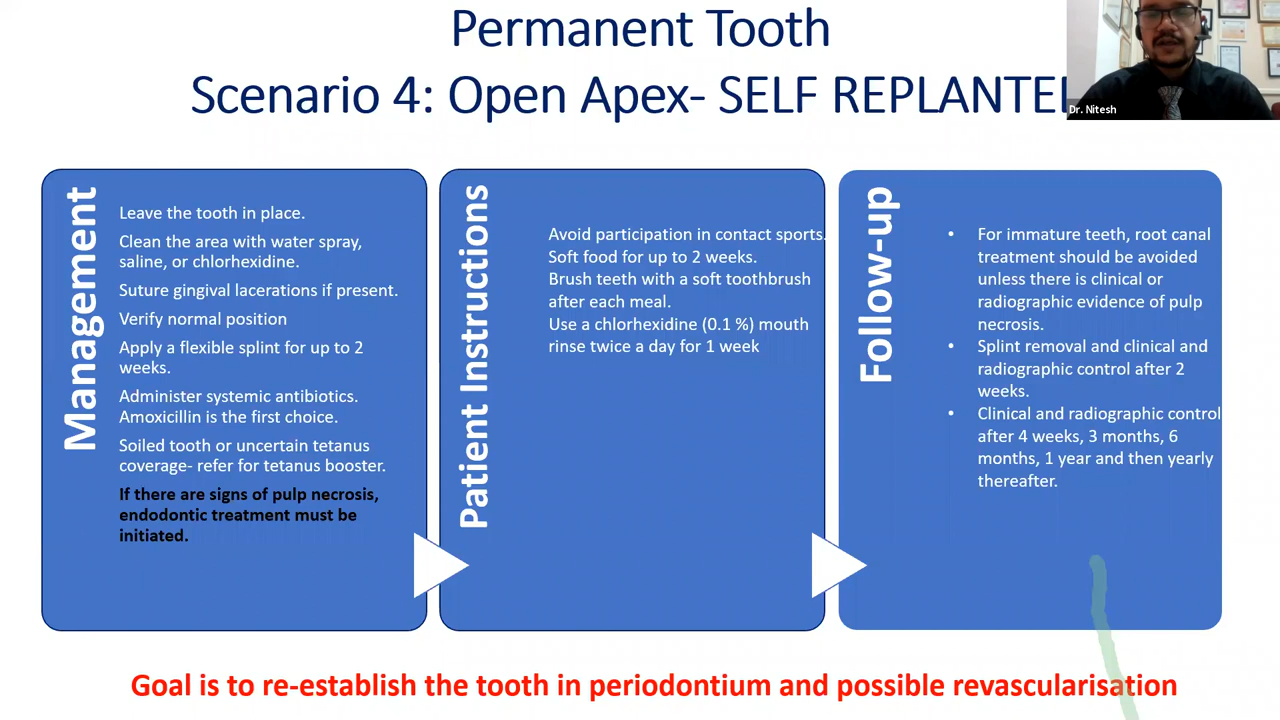 Permanent Tooth
Scenario 4: Open Apex- SELF REPLANTE
Dr. Nitesh
Management
Leave the tooth in place.
Clean the area with water spray,
saline, or chlorhexidine.
Suture gingival lacerations if present.
Verify normal position
Apply a flexible splint for up to 2
weeks.
Administer systemic antibiotics.
Amoxicillin is the first choice.
Soiled tooth or uncertain tetanus
coverage- refer for tetanus booster.
If there are signs of pulp necrosis,
endodontic treatment must be
initiated.
Patient Instructions
Avoid participation in contact sports.
Soft food for up to 2 weeks.
Brush teeth with a soft toothbrush
after each meal.
Use a chlorhexidine (0.1 %) mouth
rinse twice a day for 1 week
Follow-up
• For immature teeth, root canal
treatment should be avoided
unless there is clinical or
radiographic evidence of pulp
necrosis.
• Splint removal and clinical and
radiographic control after 2
weeks.
• Clinical and radiographic control
after 4 weeks, 3 months, 6
months, 1 year and then yearly
thereafter.
Goal is to re-establish the tooth in periodontium and possible revascularisation